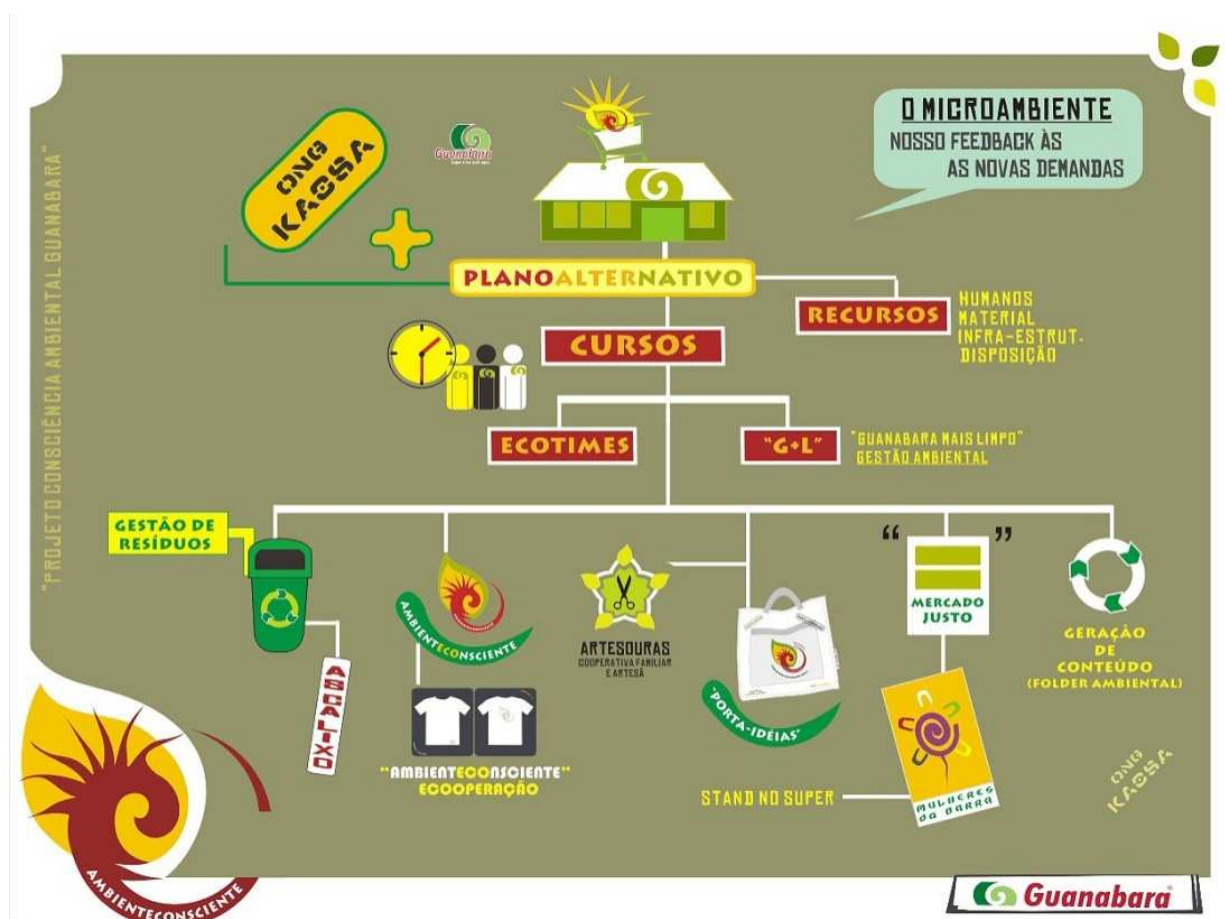 "PROJETO CONSCIÊNCIA AMBIENTAL GUANABARA"
ONG
KAOSA
Guanabara
O MICROAMBIENTE
NOSSO FEEDBACK ÀS
AS NOVAS DEMANDAS
PLANOALTERNATIVO
RECURSOS
HUMANOS
MATERIAL
INFRA-ESTRUT.
DISPOSIÇÃO
CURSOS
ECOTIMES
"G+L"
"GUANABARA MAIS LIMPO"
GESTÃO AMBIENTAL
GESTÃO DE
RESÍDUOS
ASCALIXO
AMBIENTECONSCIENTE
"AMBIENTECONSCIENTE"
ECOOPERAÇÃO
ARTESOURAS
COOPERATIVA FAMILIAR
E ARTESÃ
"PORTA-IDÉIAS"
“ ”
MERCADO
JUSTO
STAND NO SUPER
MULHERES
DA BARRA
GERAÇÃO
DE
CONTEÚDO
(FOLDER AMBIENTAL)
ONG
KAOSA
AMBIENTECONSCIENTE
Guanabara